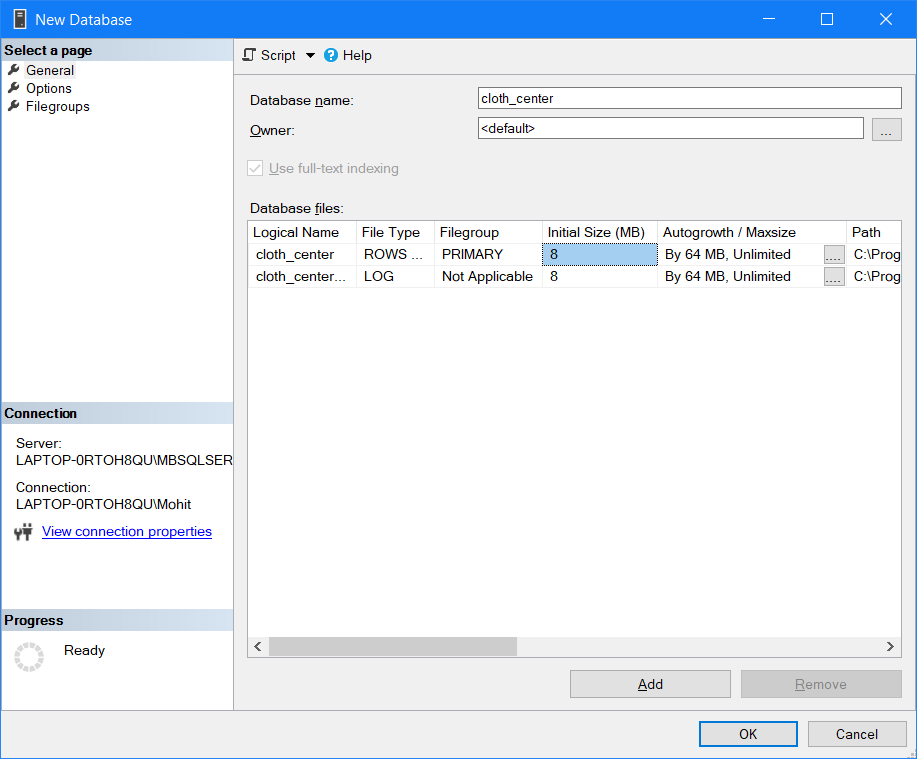 New Database
Select a page
General
Options
Filegroups
Script Help
Database name: cloth_center
Owner: <default> ...
Use full-text indexing
Database files:
Logical Name File Type Filegroup Initial Size (MB) Autogrowth / Maxsize Path
cloth_center ROWS ... PRIMARY 8 By 64 MB, Unlimited .... C:\Prog
cloth_center... LOG Not Applicable 8 By 64 MB, Unlimited .... C:\Prog
Connection
Server:
LAPTOP-0RTOH8QU\MBSQLSER
Connection:
LAPTOP-0RTOH8QU\Mohit
View connection properties
Progress
Ready
Add Remove
OK Cancel